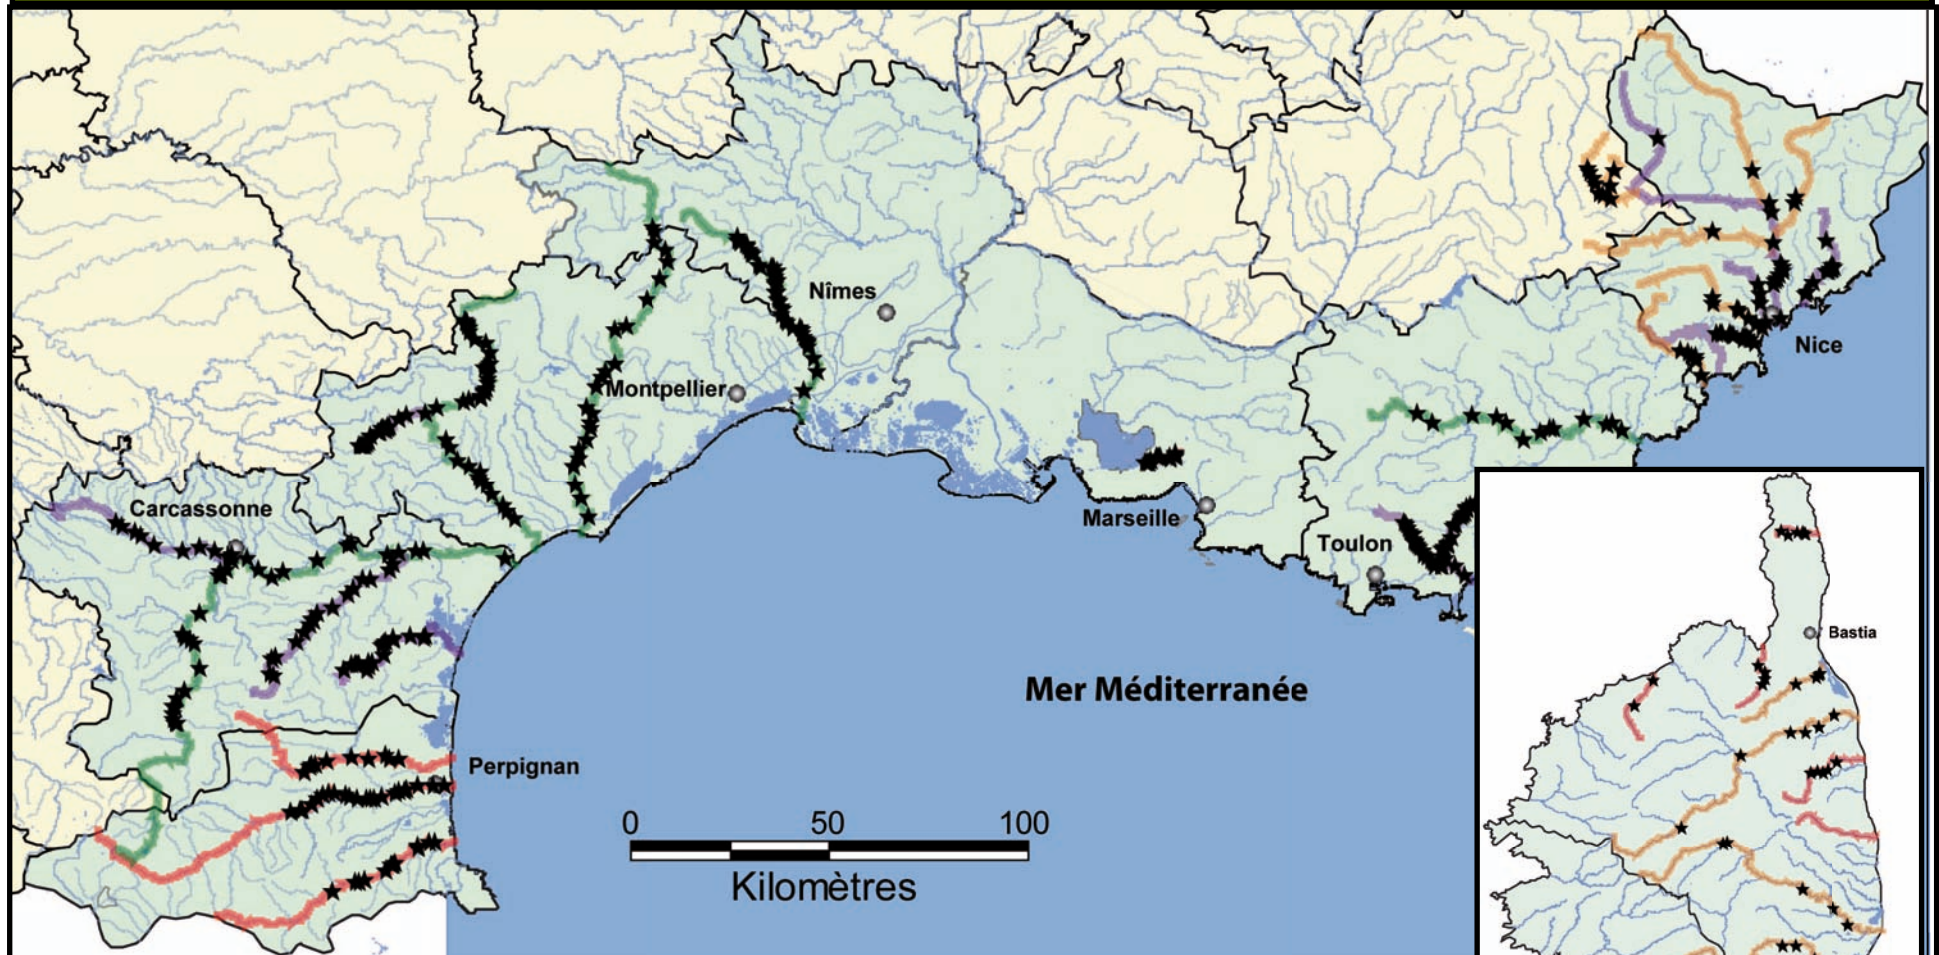 Nîmes
Nice
Montpellier
Carcassonne
Marseille
Toulon
Bastia
Mer Méditerranée
Perpignan
0 50 100
Kilomètres